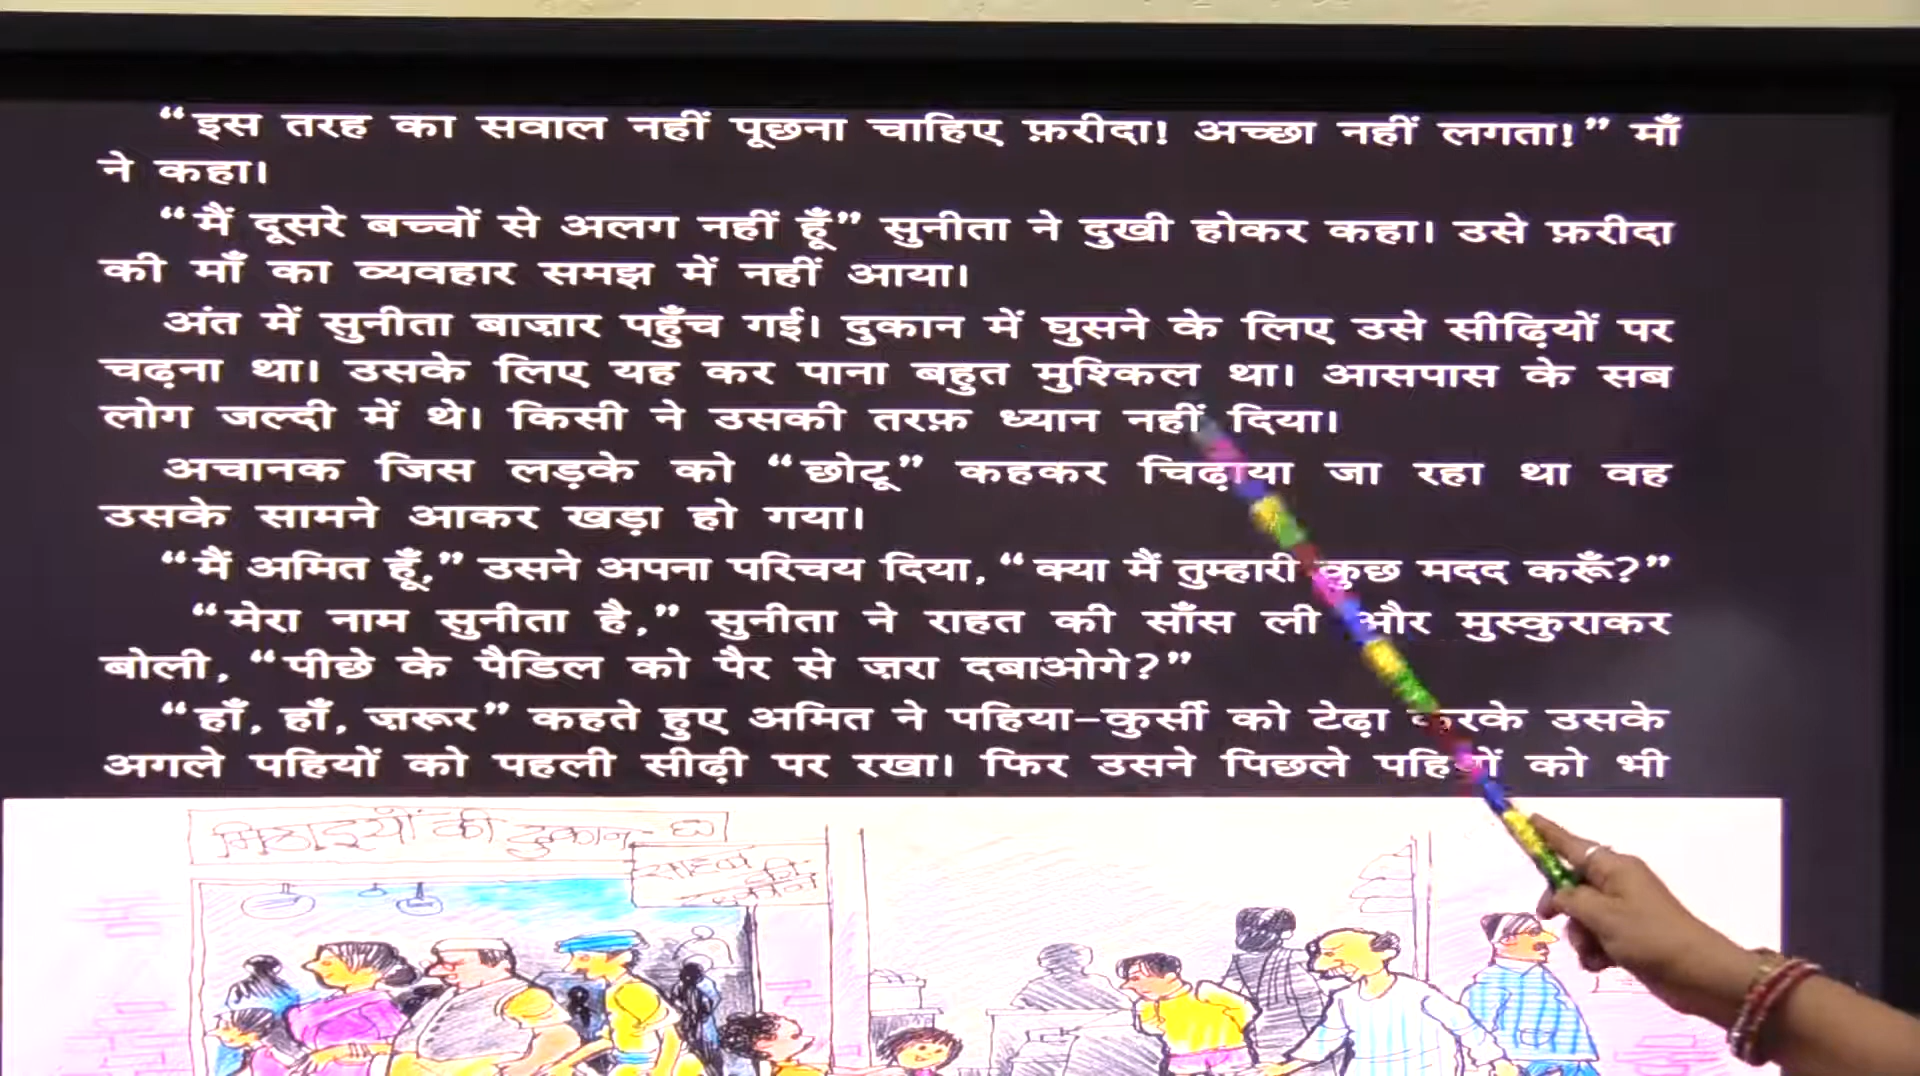 “इस तरह का सवाल नहीं पूछना चाहिए फ़रीदा! अच्छा नहीं लगता!” माँ
ने कहा।
“मैं दूसरे बच्चों से अलग नहीं हूँ” सुनीता ने दुखी होकर कहा। उसे फ़रीदा
की माँ का व्यवहार समझ में नहीं आया।
अंत में सुनीता बाज़ार पहुँच गई। दुकान में घुसने के लिए उसे सीढ़ियों पर
चढ़ना था। उसके लिए यह कर पाना बहुत मुश्किल था। आसपास के सब
लोग जल्दी में थे। किसी ने उसकी तरफ़ ध्यान नहीं दिया।
अचानक जिस लड़के को “छोटू” कहकर चिढ़ाया जा रहा था वह
उसके सामने आकर खड़ा हो गया।
“मैं अमित हूँ,” उसने अपना परिचय दिया, “क्या मैं तुम्हारी कुछ मदद करूँ?”
“मेरा नाम सुनीता है,” सुनीता ने राहत की साँस ली और मुस्कुराकर
बोली, “पीछे के पैडिल को पैर से ज़रा दबाओगे?”
“हाँ, हाँ, ज़रूर” कहते हुए अमित ने पहिया–कुर्सी को टेढ़ा करके उसके
अगले पहियों को पहली सीढ़ी पर रखा। फिर उसने पिछले पहियों को भी
मिठाइयों की दुकान